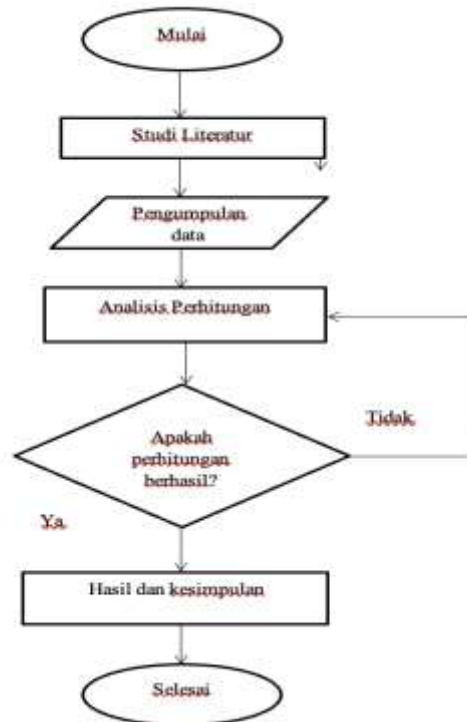 Mulai
Studi Literatur
Pengumpulan
data
Analisis Perhitungan
Apakah
perhitungan
berhasil?
Tidak
Ya
Hasil dan kesimpulan
Selesai